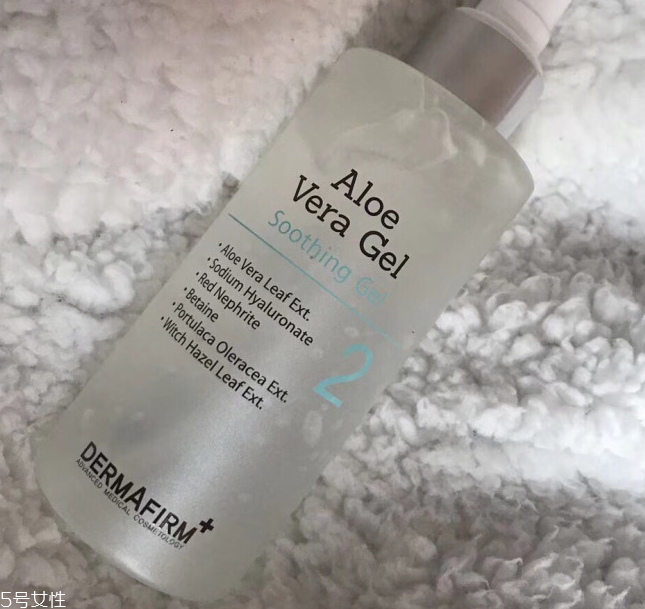 Aloe
Vera Gel
Soothing Gel
• Aloe Vera Leaf Ext.
• Sodium Hyaluronate
• Red Nephrite
• Betaine
• Portulaca Oleracea Ext.
• Witch Hazel Leaf Ext.
2
DERMAFIRM+
ADVANCED MEDICAL COSMETOLOGY
5号女性